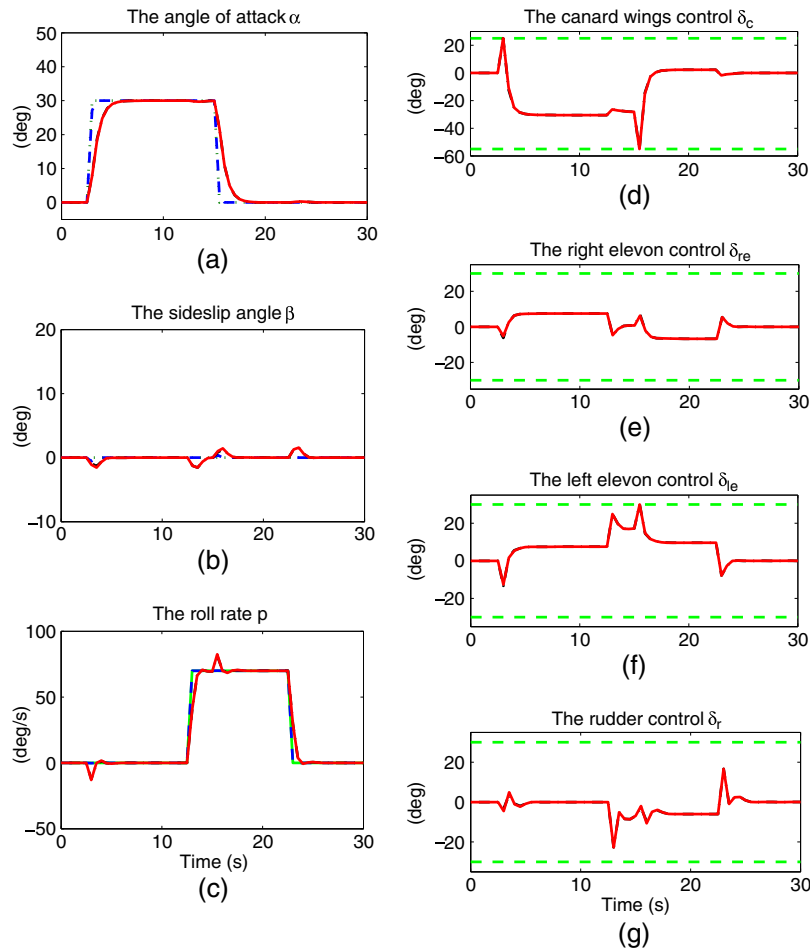 The angle of attack α
50
40
30
20
10
0
(deg)
0 10 20 30
(a)
The sideslip angle β
20
10
0
−10
(deg)
0 10 20 30
(b)
The roll rate p
100
50
0
−50
(deg/s)
0 10 20 30
Time (s)
(c)
The canard wings control δc
20
0
−20
−40
−60
(deg)
0 10 20 30
(d)
The right elevon control δre
20
0
−20
(deg)
0 10 20 30
(e)
The left elevon control δle
20
0
−20
(deg)
0 10 20 30
(f)
The rudder control δr
20
0
−20
(deg)
0 10 20 30
Time (s)
(g)